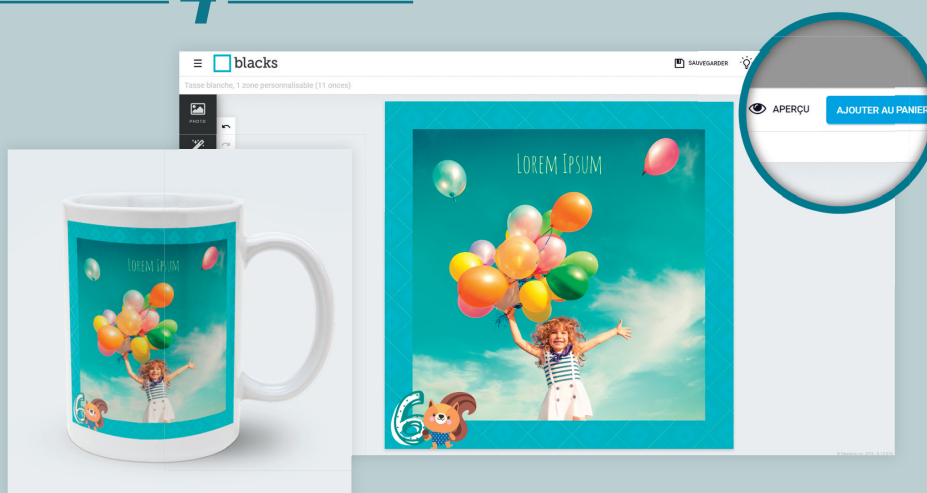 4
blacks
SAUVEGARDER
Tasse blanche, 1 zone personnalisable (11 onces)
PHOTO
APERÇU
AJOUTER AU PANIER
LOREM IPSUM
6
LOREM IPSUM
6